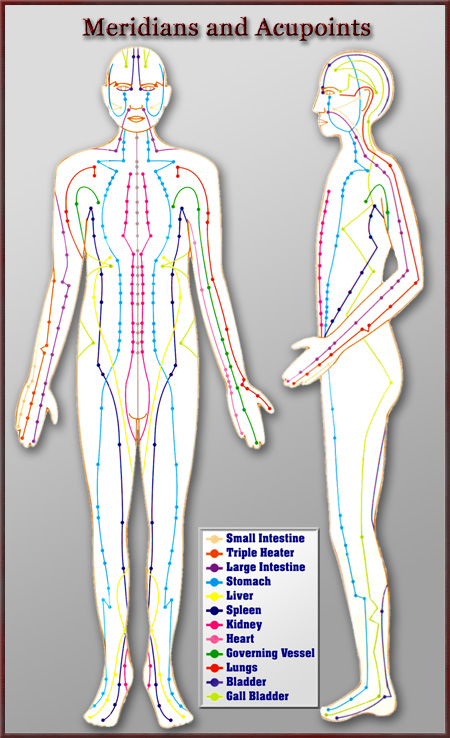 Meridians and Acupoints
Small Intestine
Triple Heater
Large Intestine
Stomach
Liver
Spleen
Kidney
Heart
Governing Vessel
Lungs
Bladder
Gall Bladder